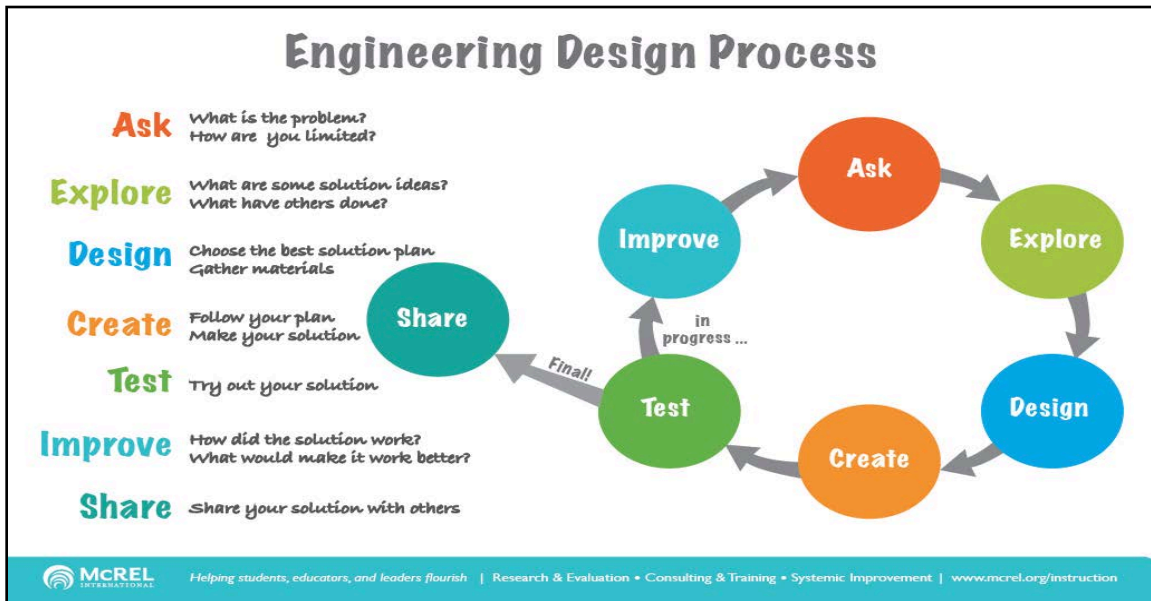 Engineering Design Process
Ask
What is the problem?
How are you limited?
Explore
What are some solution ideas?
What have others done?
Design
Choose the best solution plan
Gather materials
Create
Follow your plan
Make your solution
Test
Try out your solution
Improve
How did the solution work?
What would make it work better?
Share
Share your solution with others
Ask
Explore
Design
Create
Test
in
progress ...
Improve
Final!
Share
McREL
INTERNATIONAL
Helping students, educators, and leaders flourish | Research & Evaluation • Consulting & Training • Systemic Improvement | www.mcrel.org/instruction